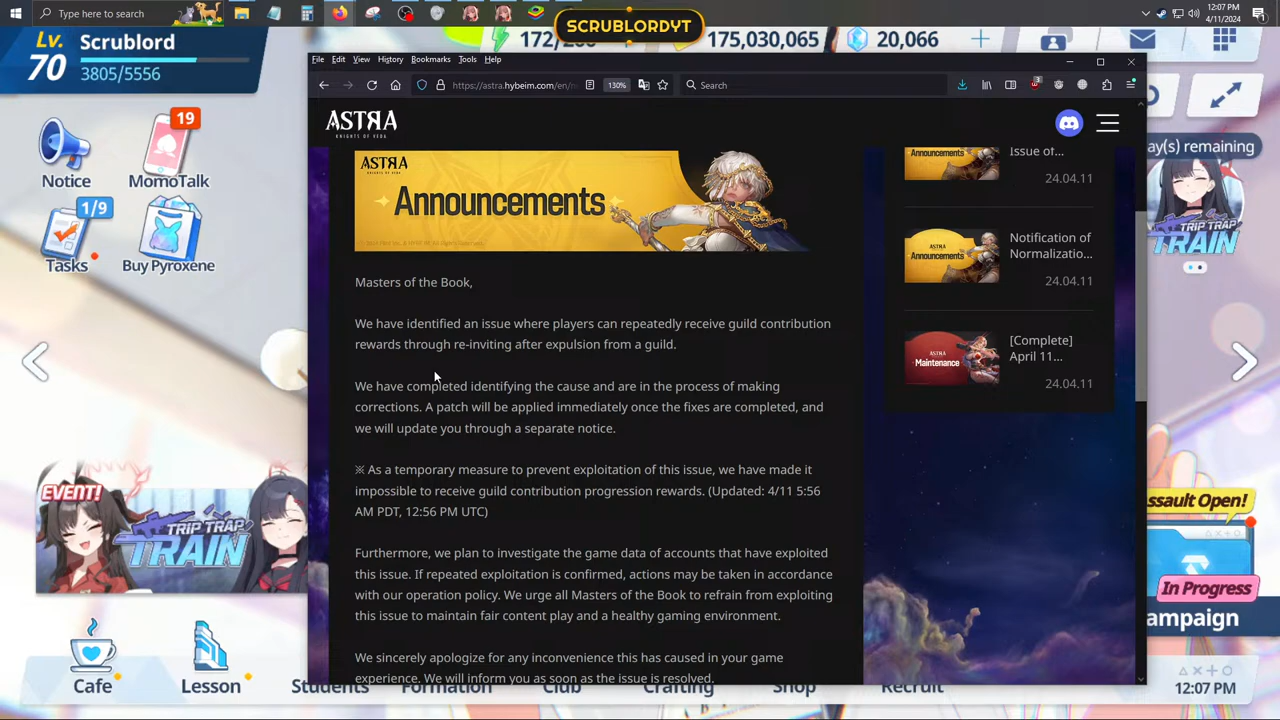 Type here to search
12:07 PM
4/11/2024
SCRUBLORDYT
Lv.
70
Scrublord
3805/5556
175,030,065
20,066
File Edit View History Bookmarks Tools Help
https://astra.hybeim.com/en/
130%
Search
3
ASTRA
KNIGHTS OF VEDA
ASTRA
Announcements
Masters of the Book,
We have identified an issue where players can repeatedly receive guild contribution
rewards through re-inviting after expulsion from a guild.
We have completed identifying the cause and are in the process of making
corrections. A patch will be applied immediately once the fixes are completed, and
we will update you through a separate notice.
※ As a temporary measure to prevent exploitation of this issue, we have made it
impossible to receive guild contribution progression rewards. (Updated: 4/11 5:56
AM PDT, 12:56 PM UTC)
Furthermore, we plan to investigate the game data of accounts that have exploited
this issue. If repeated exploitation is confirmed, actions may be taken in accordance
with our operation policy. We urge all Masters of the Book to refrain from exploiting
this issue to maintain fair content play and a healthy gaming environment.
We sincerely apologize for any inconvenience this has caused in your game
experience. We will inform you as soon as the issue is resolved.
Announcements
Issue of...
24.04.11
ASTRA
Announcements
Notification of
Normalizatio...
24.04.11
ASTRA
Maintenance
[Complete]
April 11...
24.04.11
19
Notice
MomoTalk
1/9
Tasks
Buy Pyroxene
EVENT!
TRIP TRAP
TRAIN
ay(s) remaining
TRIP TRAP
TRAIN
ssault Open!
In Progress
ampaign
Cafe
Lesson
Students
Formation
Club
Crafting
Shop
Recruit
12:07 PM